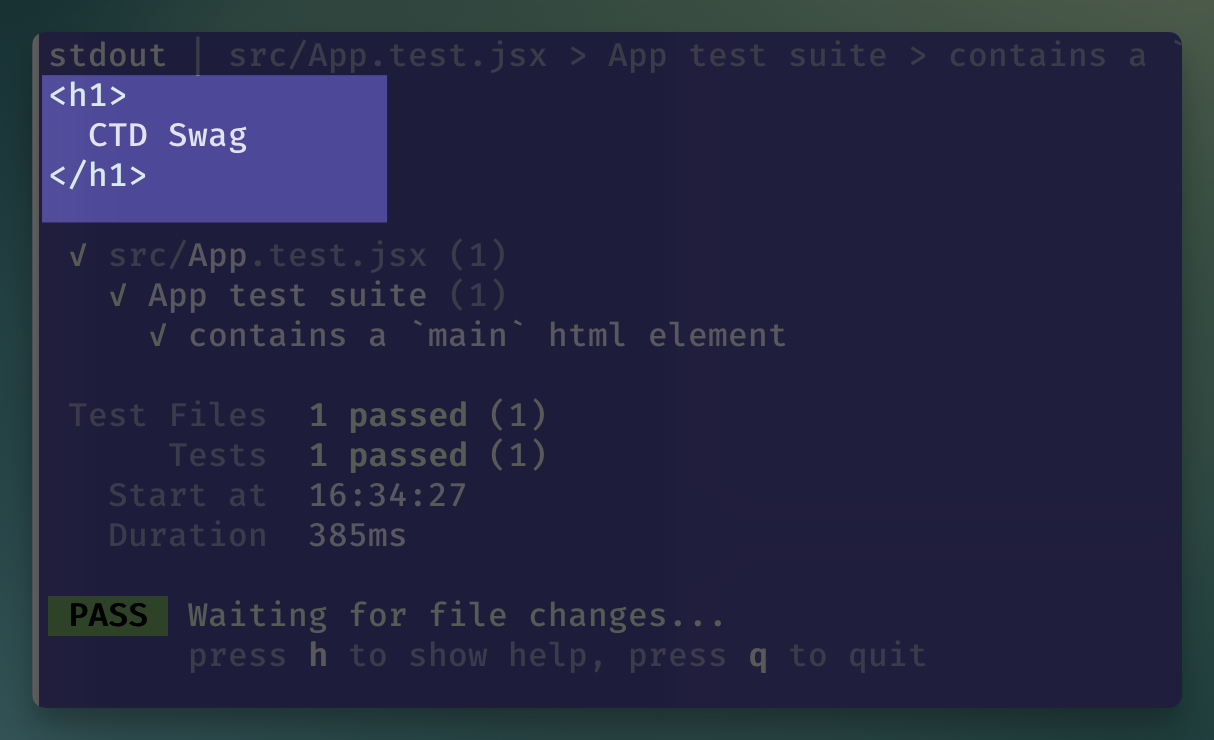 stdout | src/App.test.jsx > App test suite > contains a `
<h1>
  CTD Swag
</h1>
√ src/App.test.jsx (1)
√ App test suite (1)
√ contains a `main` html element
Test Files  1 passed (1)
Tests  1 passed (1)
Start at  16:34:27
Duration  385ms
PASS  Waiting for file changes...
press h to show help, press q to quit